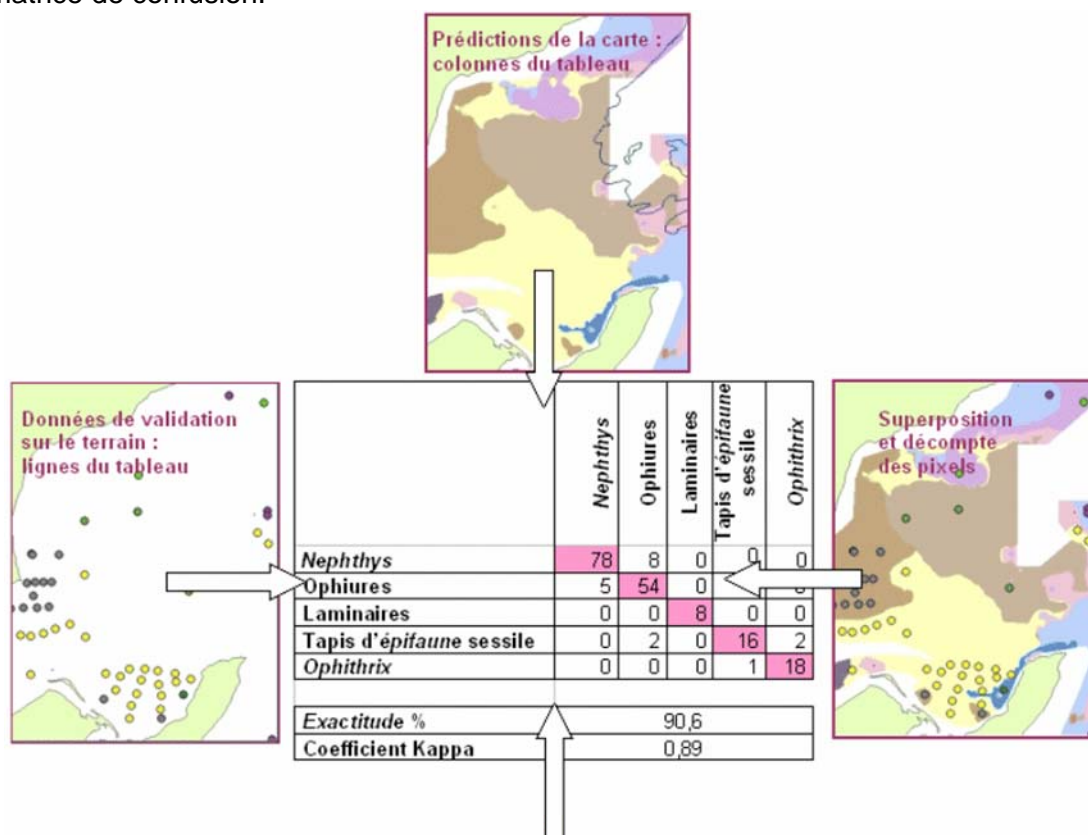 matrice de confusion.
Prédictions de la carte :
colonnes du tableau
Données de validation
sur le terrain :
lignes du tableau
Nephthys
Ophiures
Laminaires
Tapis d'épifaune
sessile
Ophithrix
Superposition
et décompte
des pixels
Nephthys 78 8 0 0 0
Ophiures 5 54 0
Laminaires 0 0 8 0 0
Tapis d'épifaune sessile 0 2 0 16 2
Ophithrix 0 0 0 1 18
Exactitude % 90,6
Coefficient Kappa 0,89